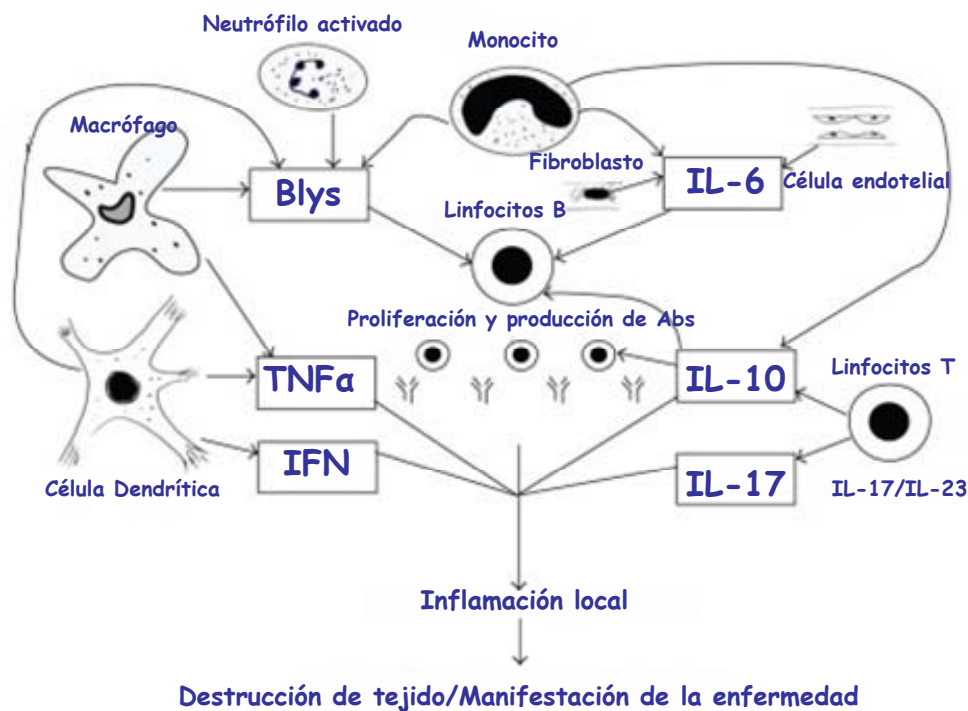 Neutrófilo activado
Monocito
Macrófago
Fibroblasto
Blys
IL-6
Célula endotelial
Linfocitos B
Proliferación y producción de Abs
TNFα
IL-10
Linfocitos T
IFN
IL-17
Célula Dendrítica
IL-17/IL-23
Inflamación local
Destrucción de tejido/Manifestación de la enfermedad